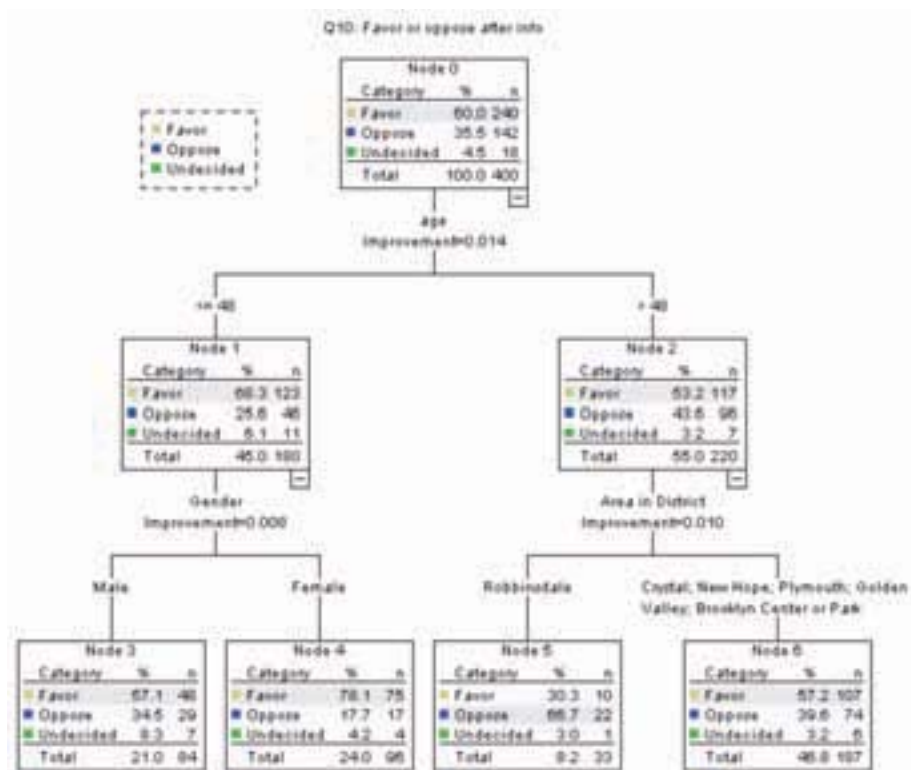 Q10: Favor or oppose after info
Node 0
Category % n
Favor 60.0 240
Oppose 35.5 142
Undecided 4.5 18
Total 100.0 400
Favor
Oppose
Undecided
age
Improvement=0.014
<= 48
> 48
Node 1
Category % n
Favor 68.3 123
Oppose 25.6 46
Undecided 6.1 11
Total 45.0 180
Node 2
Category % n
Favor 53.2 117
Oppose 43.6 96
Undecided 3.2 7
Total 55.0 220
Gender
Improvement=0.008
Area in District
Improvement=0.010
Male
Female
Robbinsdale
Crystal; New Hope; Plymouth; Golden
Valley; Brooklyn Center or Park
Node 3
Category % n
Favor 57.1 48
Oppose 34.5 29
Undecided 8.3 7
Total 21.0 84
Node 4
Category % n
Favor 78.1 75
Oppose 17.7 17
Undecided 4.2 4
Total 24.0 96
Node 5
Category % n
Favor 30.3 10
Oppose 66.7 22
Undecided 3.0 1
Total 8.2 33
Node 6
Category % n
Favor 57.2 107
Oppose 39.6 74
Undecided 3.2 6
Total 46.8 187